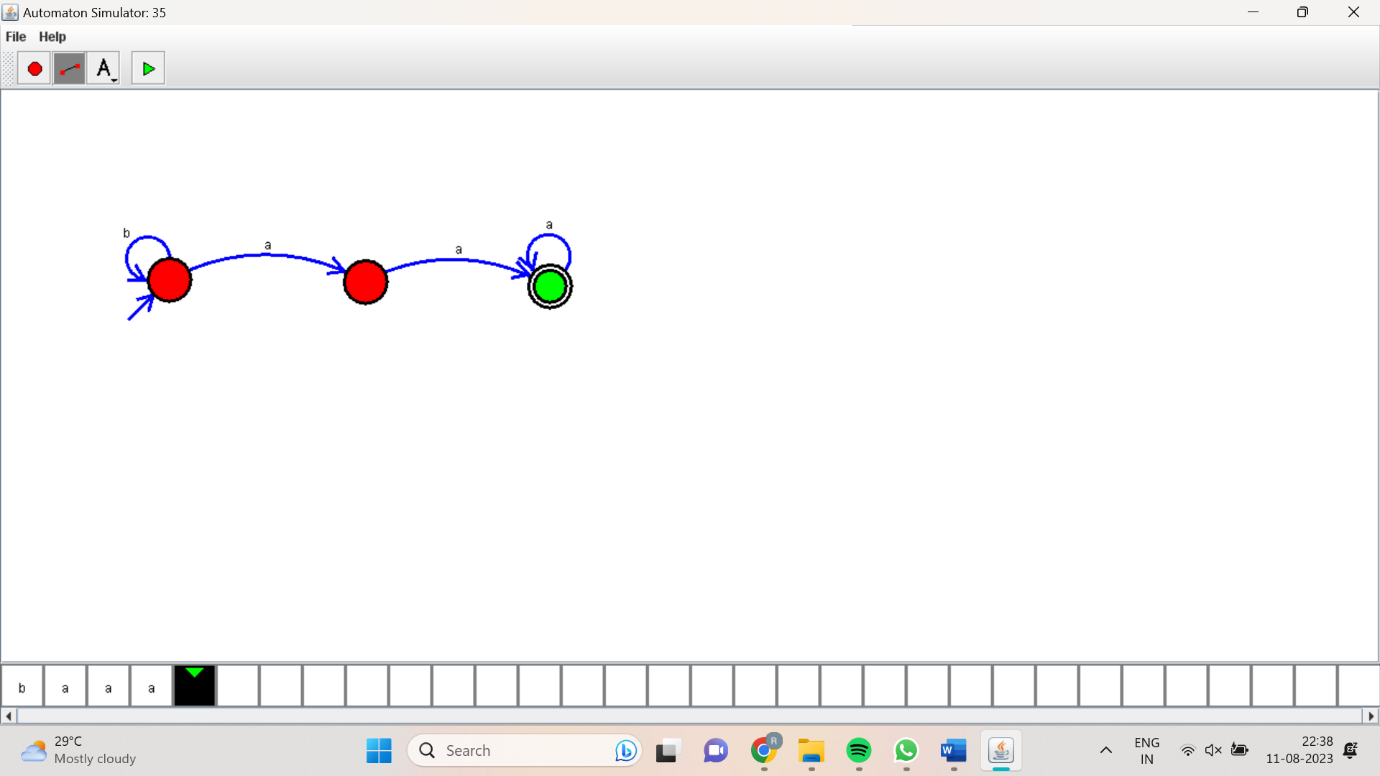 Automaton Simulator: 35
File Help
A
b
a
a
a
b a a a
29°C
Mostly cloudy
Search
R
W
ENG
IN
22:38
11-08-2023